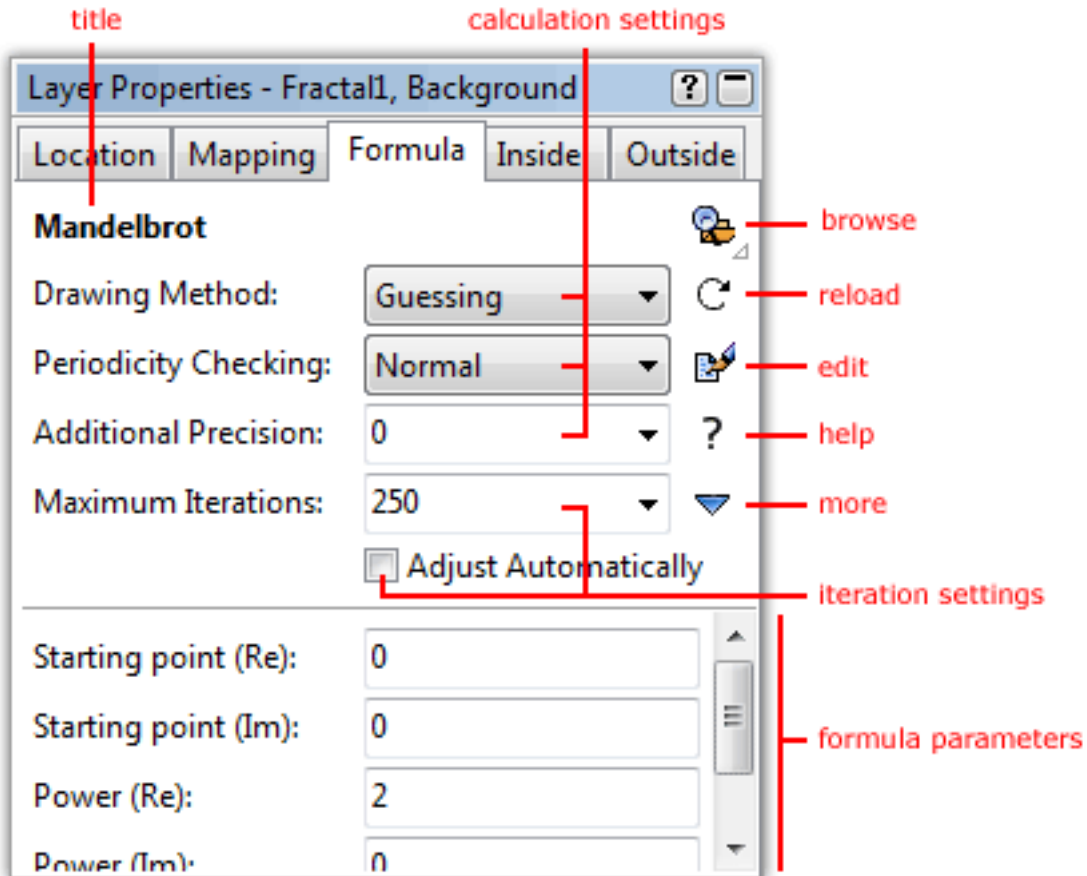 title calculation settings
Layer Properties - Fractal1, Background ?
Location Mapping Formula Inside Outside
Mandelbrot browse
Drawing Method: Guessing reload
Periodicity Checking: Normal edit
Additional Precision: 0 ? help
Maximum Iterations: 250 more
Adjust Automatically
iteration settings
Starting point (Re): 0
Starting point (Im): 0
formula parameters
Power (Re): 2
Power (Im): 0